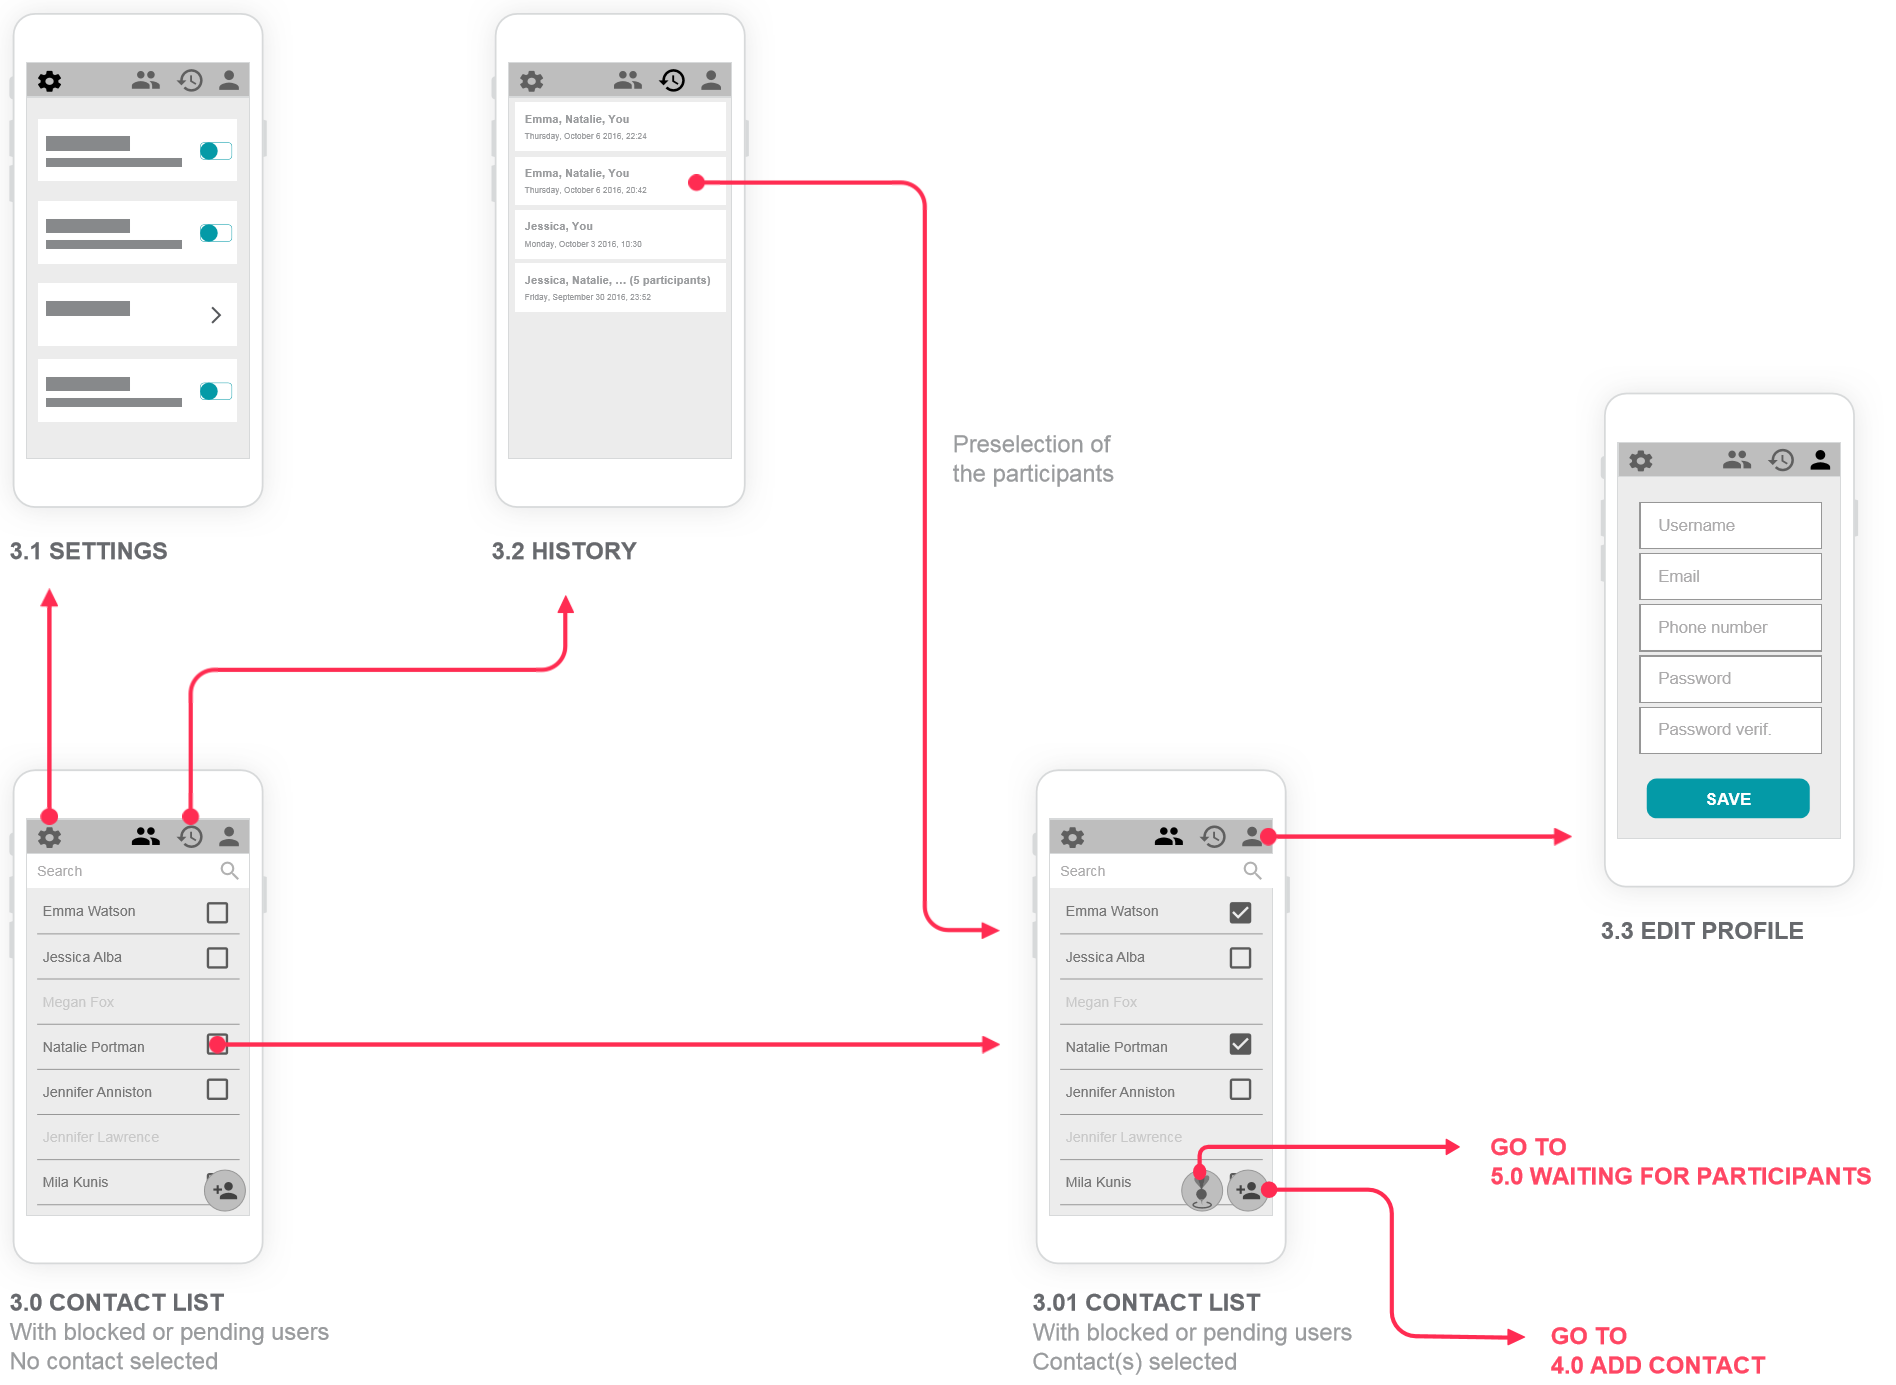 Emma, Natalie, You
Thursday, October 6 2016, 22:24
Emma, Natalie, You
Thursday, October 6 2016, 20:42
Jessica, You
Monday, October 3 2016, 10:30
Jessica, Natalie, ... (5 participants)
Friday, September 30 2016, 23:52
3.1 SETTINGS
3.2 HISTORY
Preselection of
the participants
Username
Email
Phone number
Password
Password verif.
SAVE
3.3 EDIT PROFILE
Search
Emma Watson
Jessica Alba
Megan Fox
Natalie Portman
Jennifer Anniston
Jennifer Lawrence
Mila Kunis
3.0 CONTACT LIST
With blocked or pending users
No contact selected
Search
Emma Watson
Jessica Alba
Megan Fox
Natalie Portman
Jennifer Anniston
Jennifer Lawrence
Mila Kunis
3.01 CONTACT LIST
With blocked or pending users
Contact(s) selected
GO TO
5.0 WAITING FOR PARTICIPANTS
GO TO
4.0 ADD CONTACT